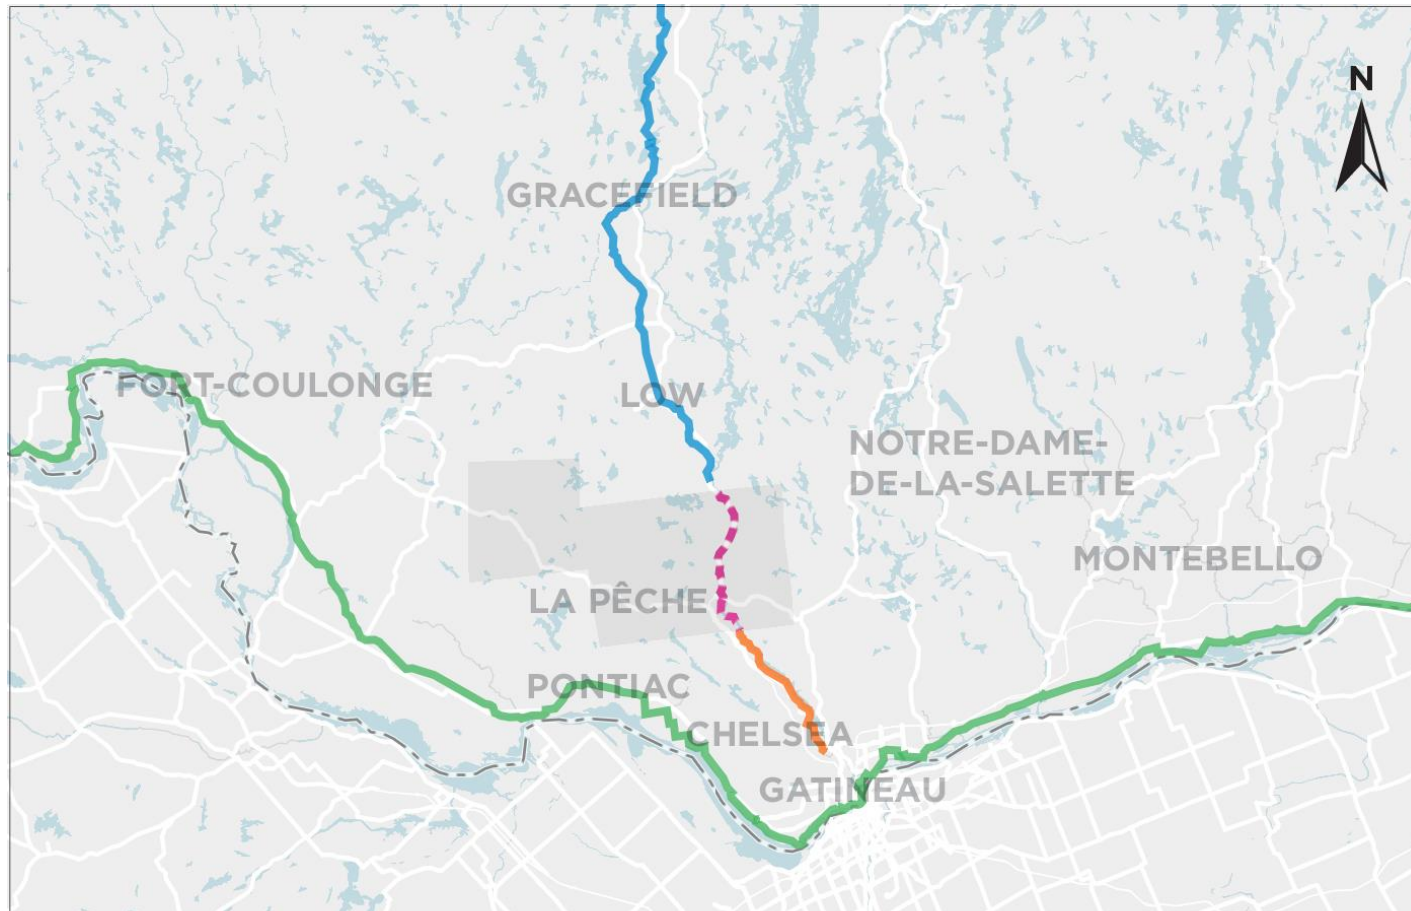 N
GRACEFIELD
FORT-COULONGE
LOW
NOTRE-DAME-
DE-LA-SALETTE
MONTEBELLO
LA PÊCHE
PONTIAC
CHELSEA
GATINEAU